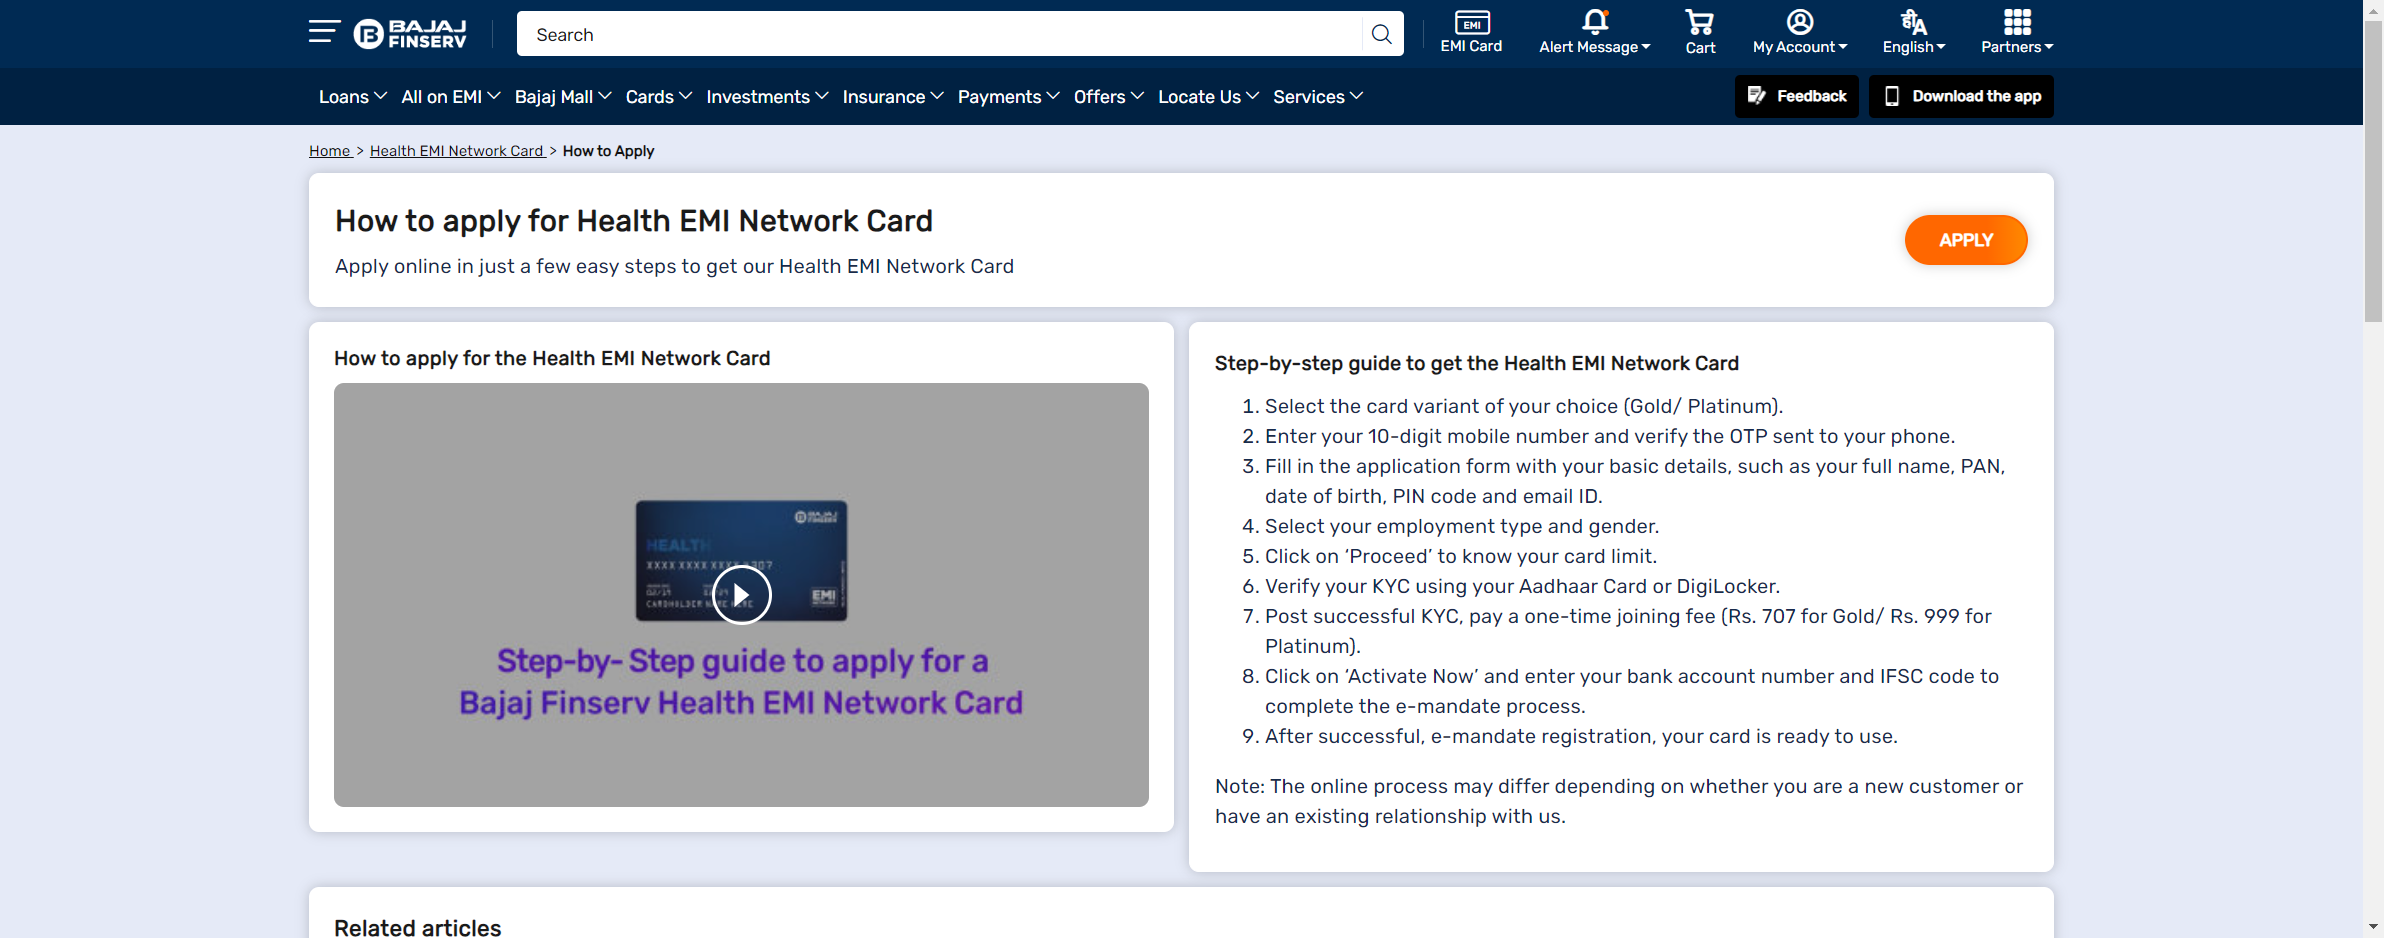 BAJAJ
FINSERV
Search
EMI
EMI Card
Alert Message
Cart
My Account
हीA
English
Partners
Loans All on EMI Bajaj Mall Cards Investments Insurance Payments Offers Locate Us Services
Feedback
Download the app
Home > Health EMI Network Card > How to Apply
How to apply for Health EMI Network Card
Apply online in just a few easy steps to get our Health EMI Network Card
APPLY
How to apply for the Health EMI Network Card
BAJAJ
FINSERV
HEALTH
EMI
Step-by- Step guide to apply for a
Bajaj Finserv Health EMI Network Card
Step-by-step guide to get the Health EMI Network Card
1. Select the card variant of your choice (Gold/ Platinum).
2. Enter your 10-digit mobile number and verify the OTP sent to your phone.
3. Fill in the application form with your basic details, such as your full name, PAN,
date of birth, PIN code and email ID.
4. Select your employment type and gender.
5. Click on ‘Proceed’ to know your card limit.
6. Verify your KYC using your Aadhaar Card or DigiLocker.
7. Post successful KYC, pay a one-time joining fee (Rs. 707 for Gold/ Rs. 999 for
Platinum).
8. Click on ‘Activate Now’ and enter your bank account number and IFSC code to
complete the e-mandate process.
9. After successful, e-mandate registration, your card is ready to use.
Note: The online process may differ depending on whether you are a new customer or
have an existing relationship with us.
Related articles